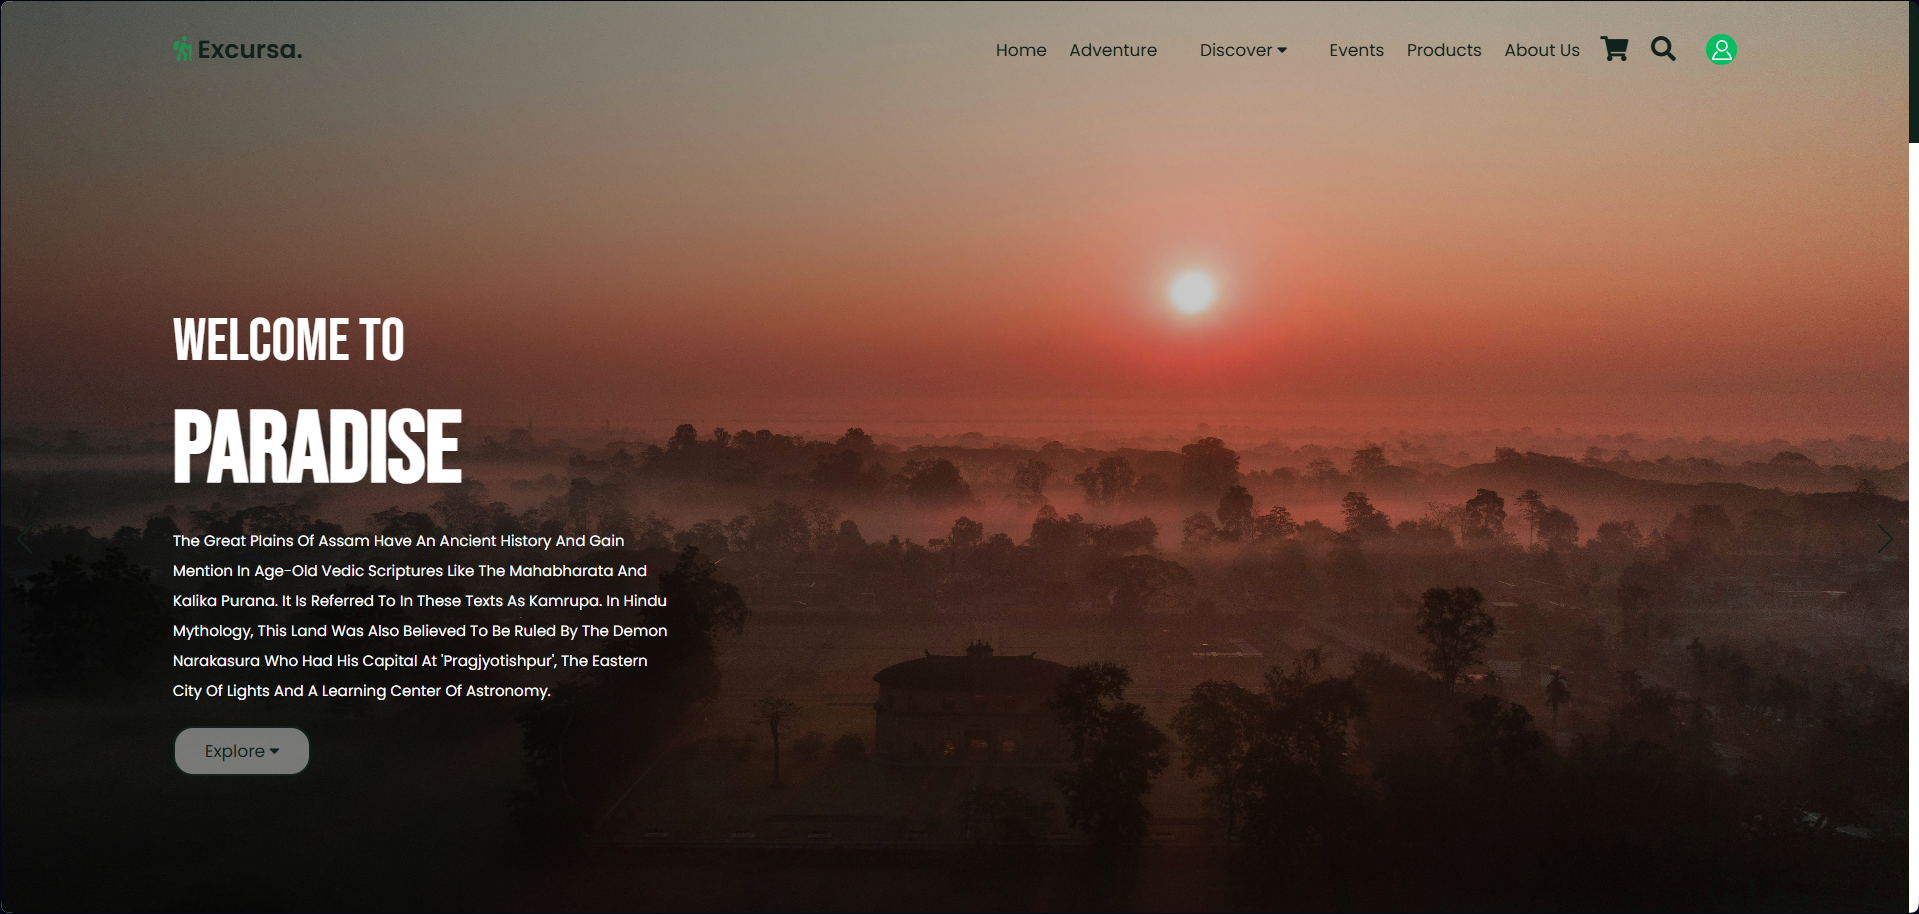 Excursa.
Home Adventure Discover Events Products About Us
WELCOME TO
PARADISE
The Great Plains Of Assam Have An Ancient History And Gain
Mention In Age-Old Vedic Scriptures Like The Mahabharata And
Kalika Purana. It Is Referred To In These Texts As Kamrupa. In Hindu
Mythology, This Land Was Also Believed To Be Ruled By The Demon
Narakasura Who Had His Capital At 'Pragjyotishpur', The Eastern
City Of Lights And A Learning Center Of Astronomy.
Explore